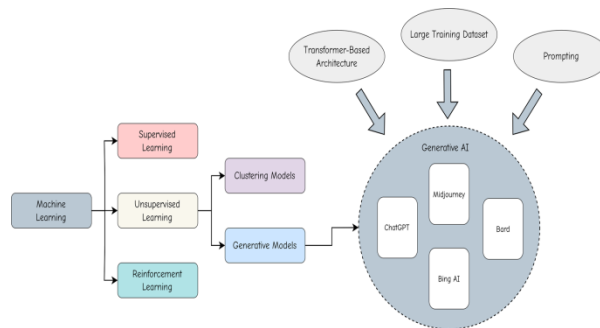 Large Training Dataset
Transformer-Based
Architecture
Prompting
Generative AI
Supervised
Learning
Clustering Models
Midjourney
Machine
Learning
Unsupervised
Learning
ChatGPT
Bard
Generative Models
Reinforcement
Learning
Bing AI